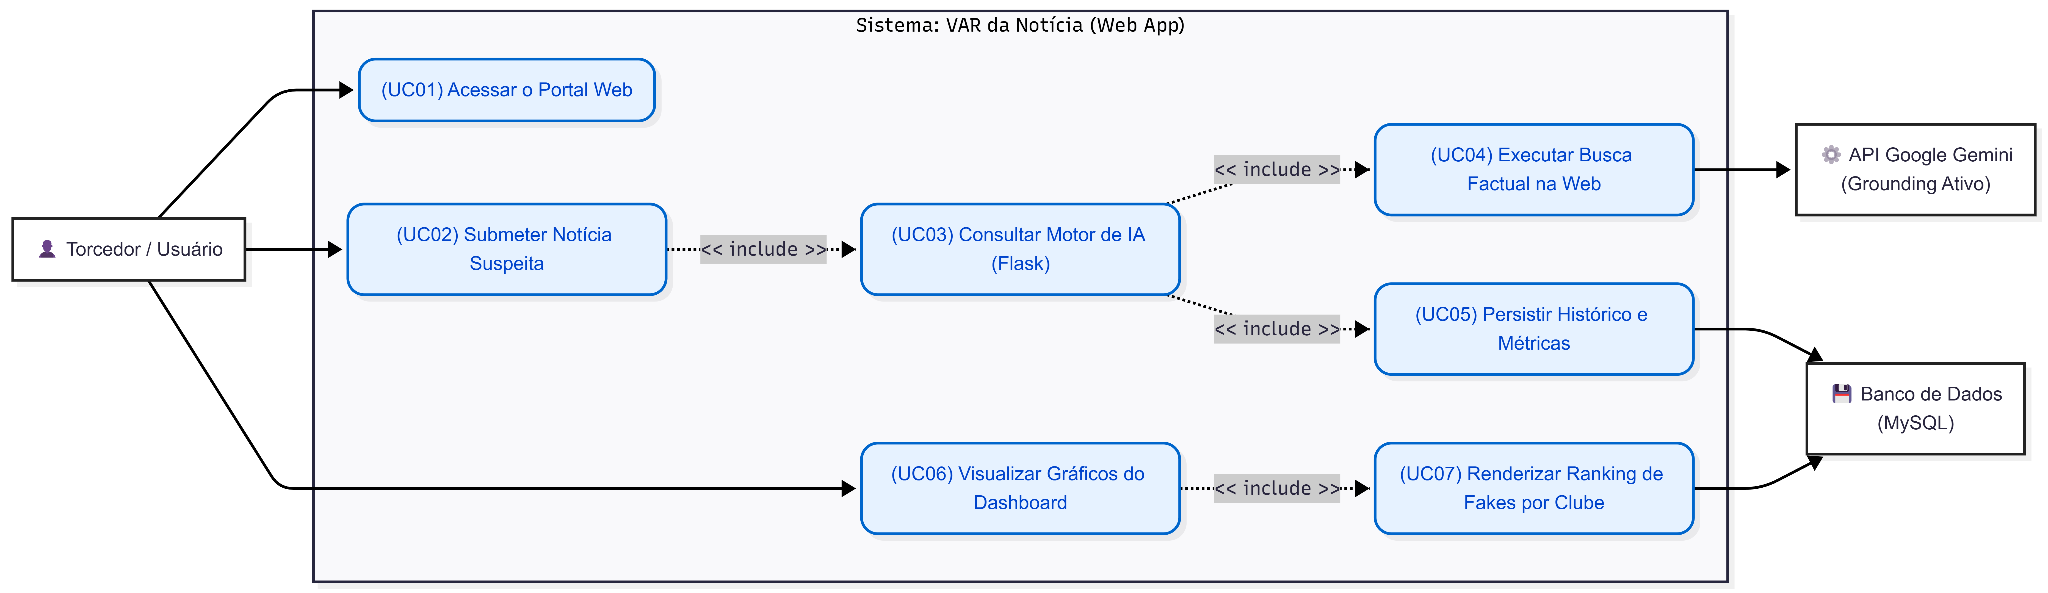 Sistema: VAR da Notícia (Web App)
(UC01) Acessar o Portal Web
Torcedor / Usuário
(UC02) Submeter Notícia
Suspeita
<< include >>
(UC03) Consultar Motor de IA
(Flask)
<< include >>
(UC04) Executar Busca
Factual na Web
API Google Gemini
(Grounding Ativo)
<< include >>
(UC05) Persistir Histórico e
Métricas
Banco de Dados
(MySQL)
(UC06) Visualizar Gráficos do
Dashboard
<< include >>
(UC07) Renderizar Ranking de
Fakes por Clube